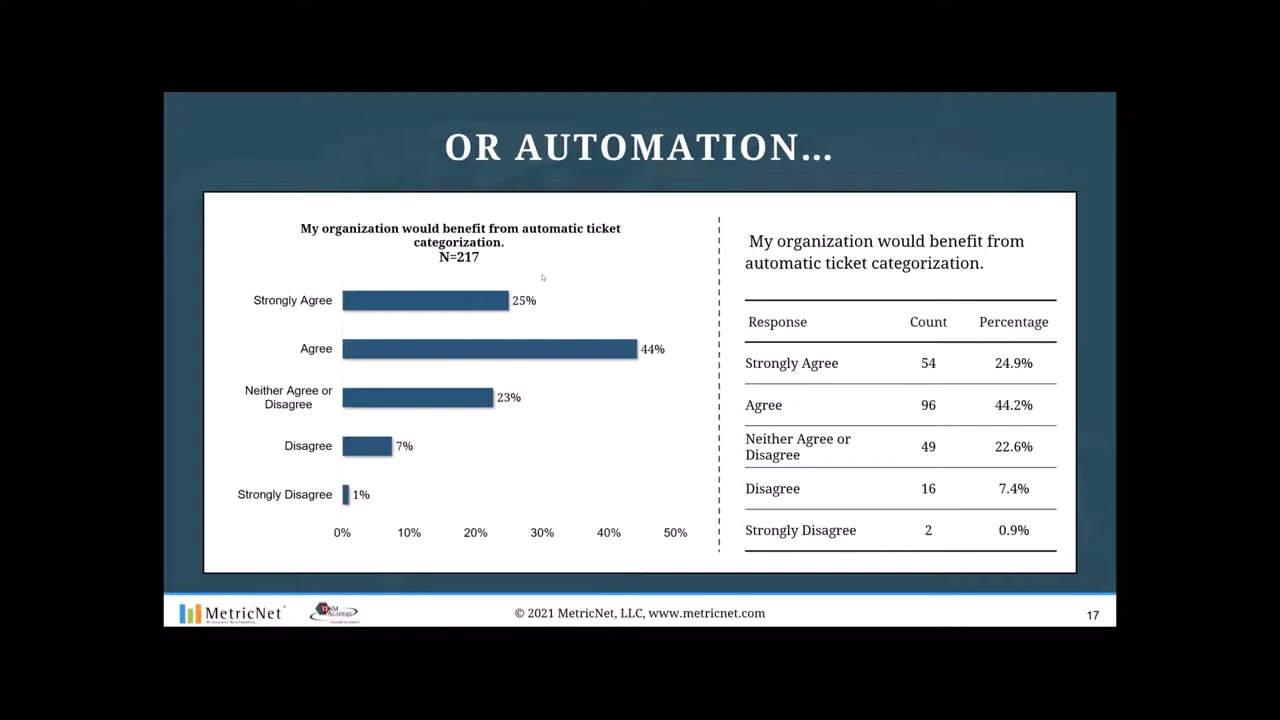 OR AUTOMATION...
My organization would benefit from automatic ticket
categorization.
N=217
Strongly Agree
25%
Agree
44%
Neither Agree or
Disagree
23%
Disagree
7%
Strongly Disagree
1%
0% 10% 20% 30% 40% 50%
My organization would benefit from
automatic ticket categorization.
Response Count Percentage
Strongly Agree 54 24.9%
Agree 96 44.2%
Neither Agree or
Disagree 49 22.6%
Disagree 16 7.4%
Strongly Disagree 2 0.9%
MetricNet
© 2021 MetricNet, LLC, www.metricnet.com
17